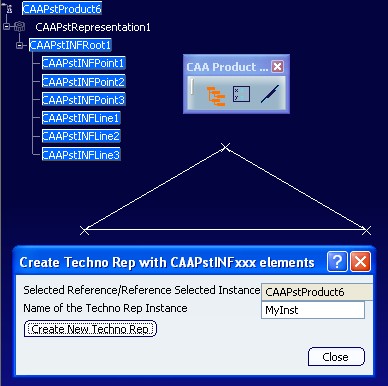 CAAPstProduct6
CAAPstRepresentation1
CAAPstINFRoot1
CAAPstINFPoint1
CAAPstINFPoint2
CAAPstINFPoint3
CAAPstINFLine1
CAAPstINFLine2
CAAPstINFLine3
CAA Product ...
x
y
Create Techno Rep with CAAPstINFxxx elements
Selected Reference/Reference Selected Instance CAAPstProduct6
Name of the Techno Rep Instance MyInst
Create New Techno Rep
Close